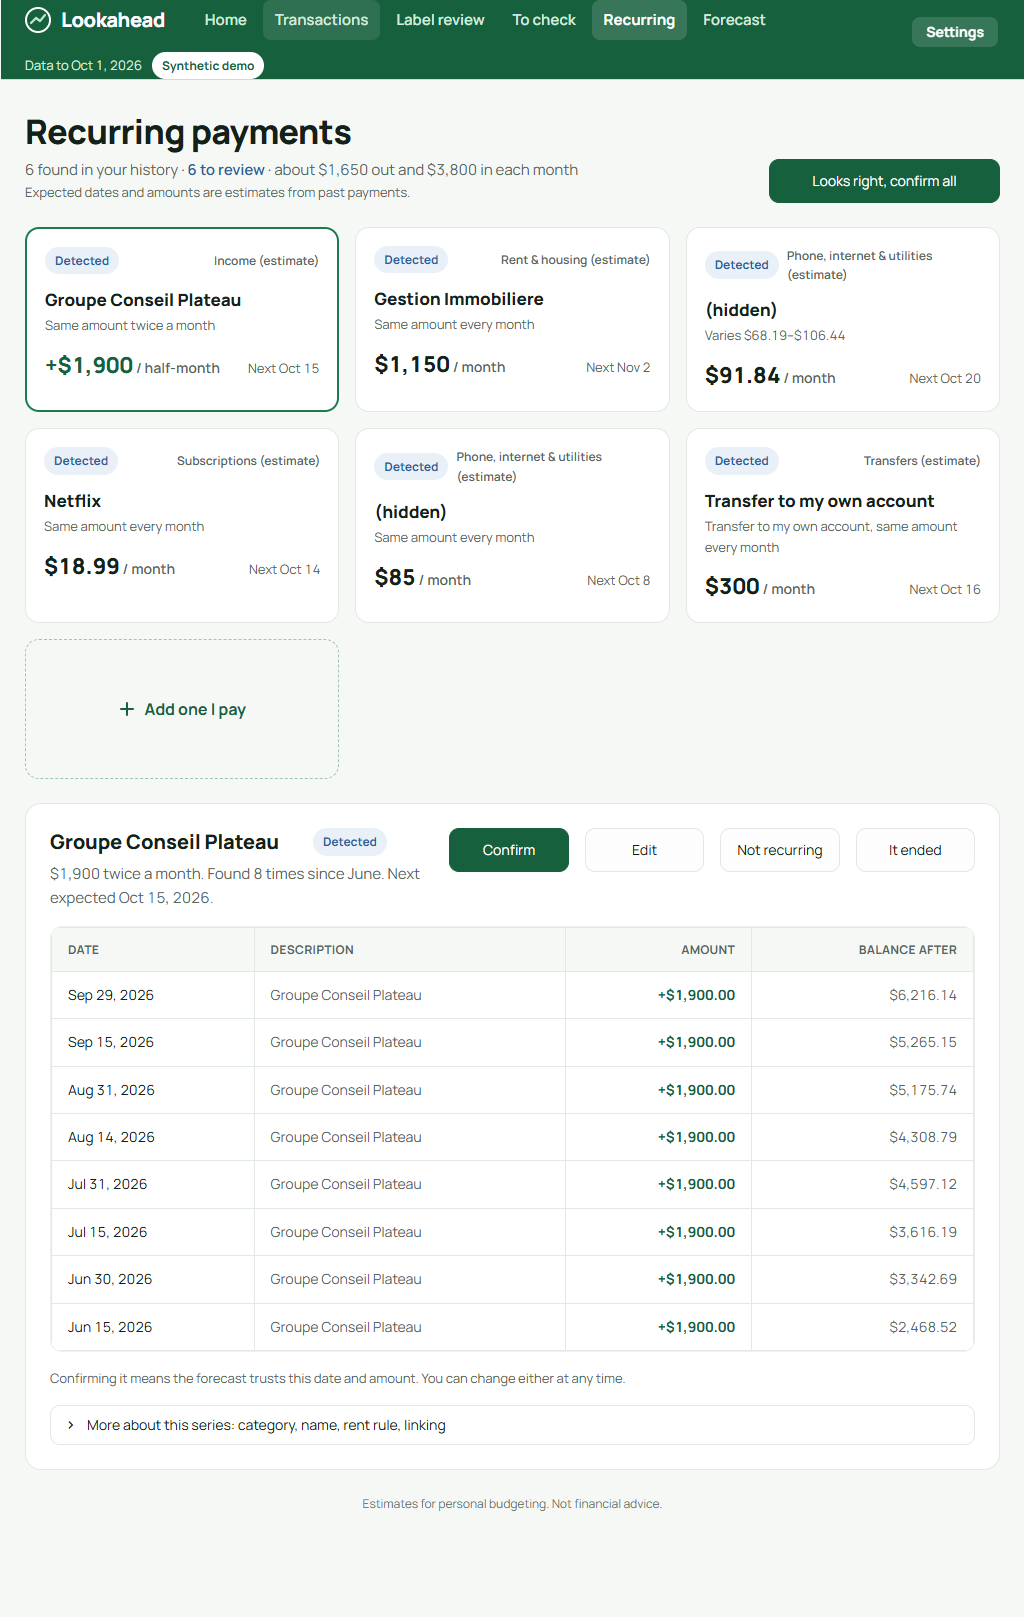 Lookahead
Home
Transactions
Label review
To check
Recurring
Forecast
Settings
Data to Oct 1, 2026
Synthetic demo
Recurring payments
6 found in your history · 6 to review · about $1,650 out and $3,800 in each month
Expected dates and amounts are estimates from past payments.
Looks right, confirm all
Detected
Income (estimate)
Groupe Conseil Plateau
Same amount twice a month
+$1,900 / half-month
Next Oct 15
Detected
Rent & housing (estimate)
Gestion Immobiliere
Same amount every month
$1,150 / month
Next Nov 2
Detected
Phone, internet & utilities
(estimate)
(hidden)
Varies $68.19–$106.44
$91.84 / month
Next Oct 20
Detected
Subscriptions (estimate)
Netflix
Same amount every month
$18.99 / month
Next Oct 14
Detected
Phone, internet & utilities
(estimate)
(hidden)
Same amount every month
$85 / month
Next Oct 8
Detected
Transfers (estimate)
Transfer to my own account
Transfer to my own account, same amount
every month
$300 / month
Next Oct 16
+ Add one I pay
Groupe Conseil Plateau
Detected
Confirm
Edit
Not recurring
It ended
$1,900 twice a month. Found 8 times since June. Next
expected Oct 15, 2026.
DATE DESCRIPTION AMOUNT BALANCE AFTER
Sep 29, 2026 Groupe Conseil Plateau +$1,900.00 $6,216.14
Sep 15, 2026 Groupe Conseil Plateau +$1,900.00 $5,265.15
Aug 31, 2026 Groupe Conseil Plateau +$1,900.00 $5,175.74
Aug 14, 2026 Groupe Conseil Plateau +$1,900.00 $4,308.79
Jul 31, 2026 Groupe Conseil Plateau +$1,900.00 $4,597.12
Jul 15, 2026 Groupe Conseil Plateau +$1,900.00 $3,616.19
Jun 30, 2026 Groupe Conseil Plateau +$1,900.00 $3,342.69
Jun 15, 2026 Groupe Conseil Plateau +$1,900.00 $2,468.52
Confirming it means the forecast trusts this date and amount. You can change either at any time.
More about this series: category, name, rent rule, linking
Estimates for personal budgeting. Not financial advice.